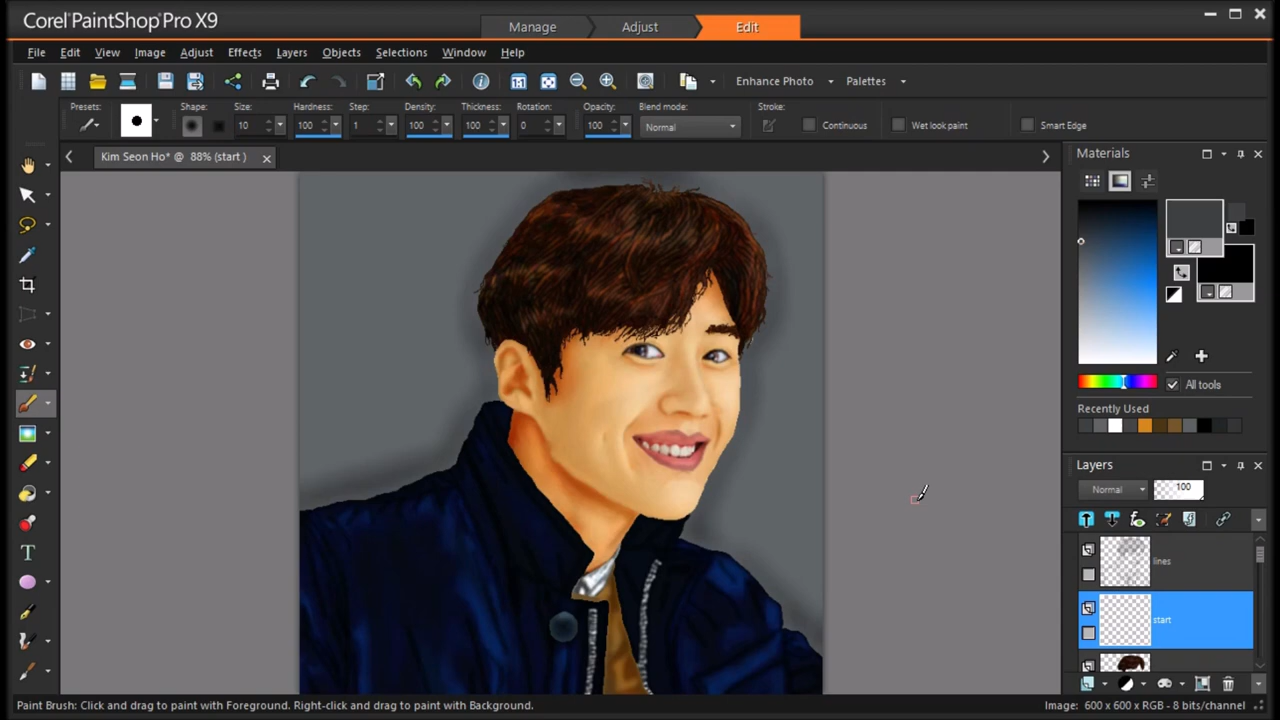 Corel PaintShop Pro X9
Manage Adjust Edit
File Edit View Image Adjust Effects Layers Objects Selections Window Help
Enhance Photo Palettes
Presets: Shape: Size: Hardness: Step: Density: Thickness: Rotation: Opacity: Blend mode: Stroke:
10 100 1 100 100 0 100 Normal Continuous Wet look paint Smart Edge
Kim Seon Ho* @ 88% (start )
Materials
All tools
Recently Used
Layers
Normal 100
lines
start
Paint Brush: Click and drag to paint with Foreground. Right-click and drag to paint with Background.
Image: 600 x 600 x RGB - 8 bits/channel